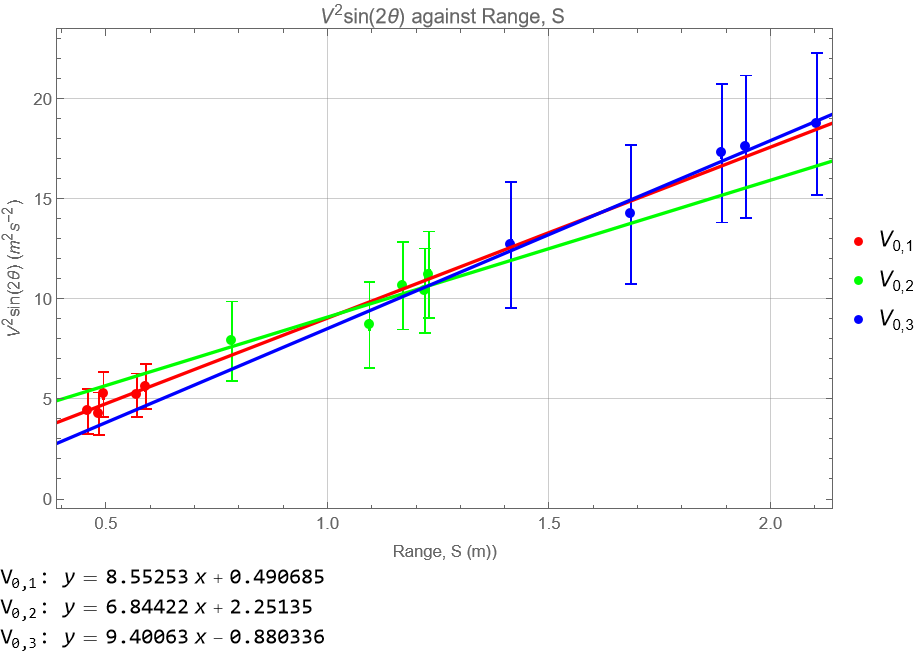 V²sin(2θ) against Range, S
V²sin(2θ) (m² s⁻²)
20
15
10
5
0
0.5 1.0 1.5 2.0
Range, S (m))
V₀,₁
V₀,₂
V₀,₃
V₀,₁: y = 8.55253 x + 0.490685
V₀,₂: y = 6.84422 x + 2.25135
V₀,₃: y = 9.40063 x − 0.880336